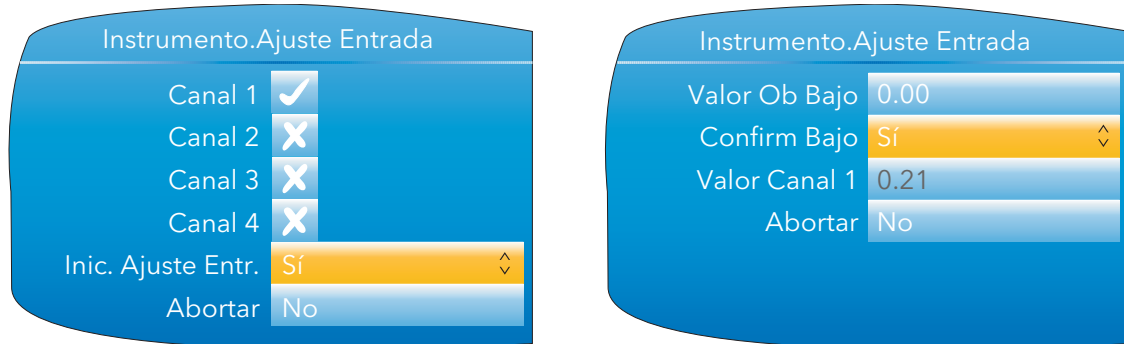 Instrumento.Ajuste Entrada
Canal 1
Canal 2
Canal 3
Canal 4
Inic. Ajuste Entr. Sí
Abortar No
Instrumento.Ajuste Entrada
Valor Ob Bajo 0.00
Confirm Bajo Sí
Valor Canal 1 0.21
Abortar No